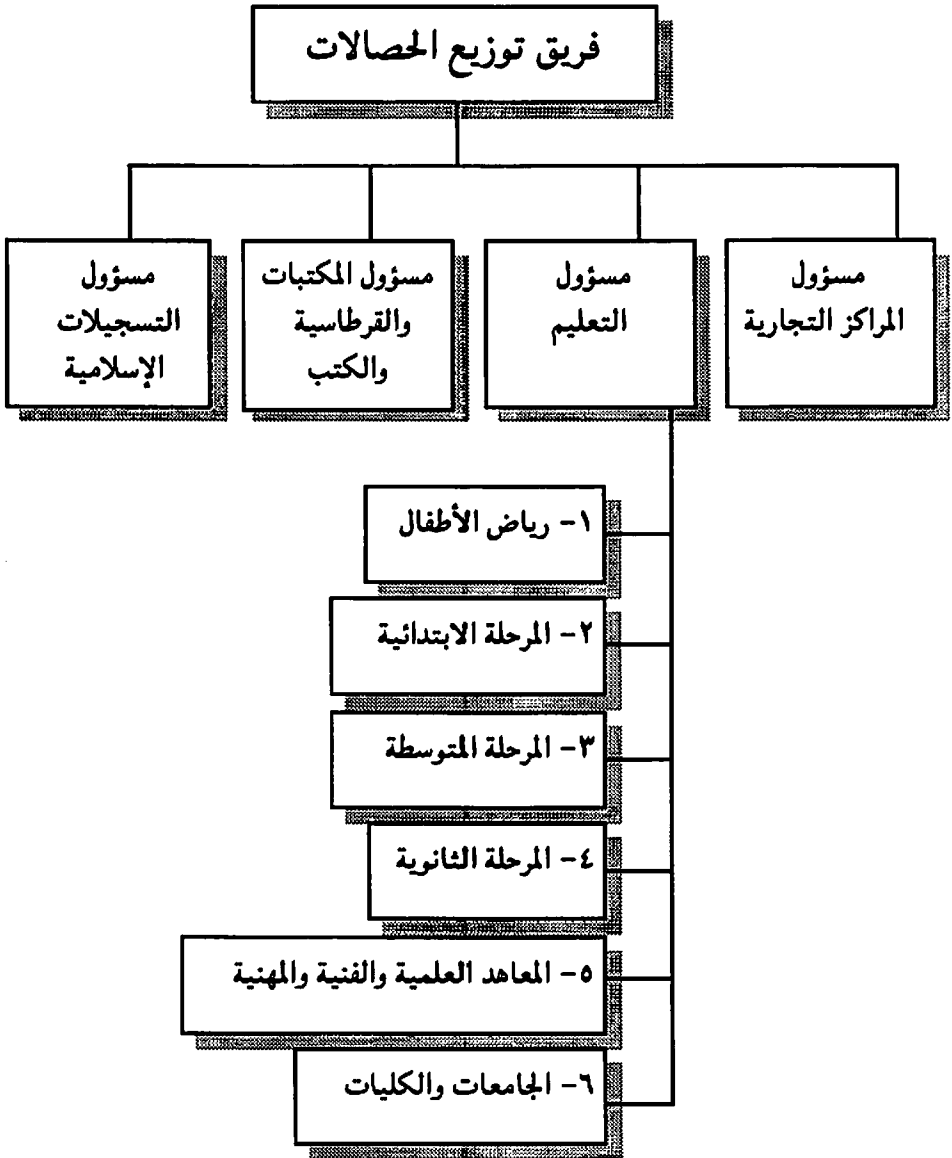 فريق توزيع الحصالات
مسؤول
المراكز التجارية
مسؤول
التعليم
مسؤول المكتبات
والقرطاسية
والكتب
مسؤول
التسجيلات
الإسلامية
١- رياض الأطفال
٢- المرحلة الابتدائية
٣- المرحلة المتوسطة
٤- المرحلة الثانوية
٥- المعاهد العلمية والفنية والمهنية
٦- الجامعات والكليات